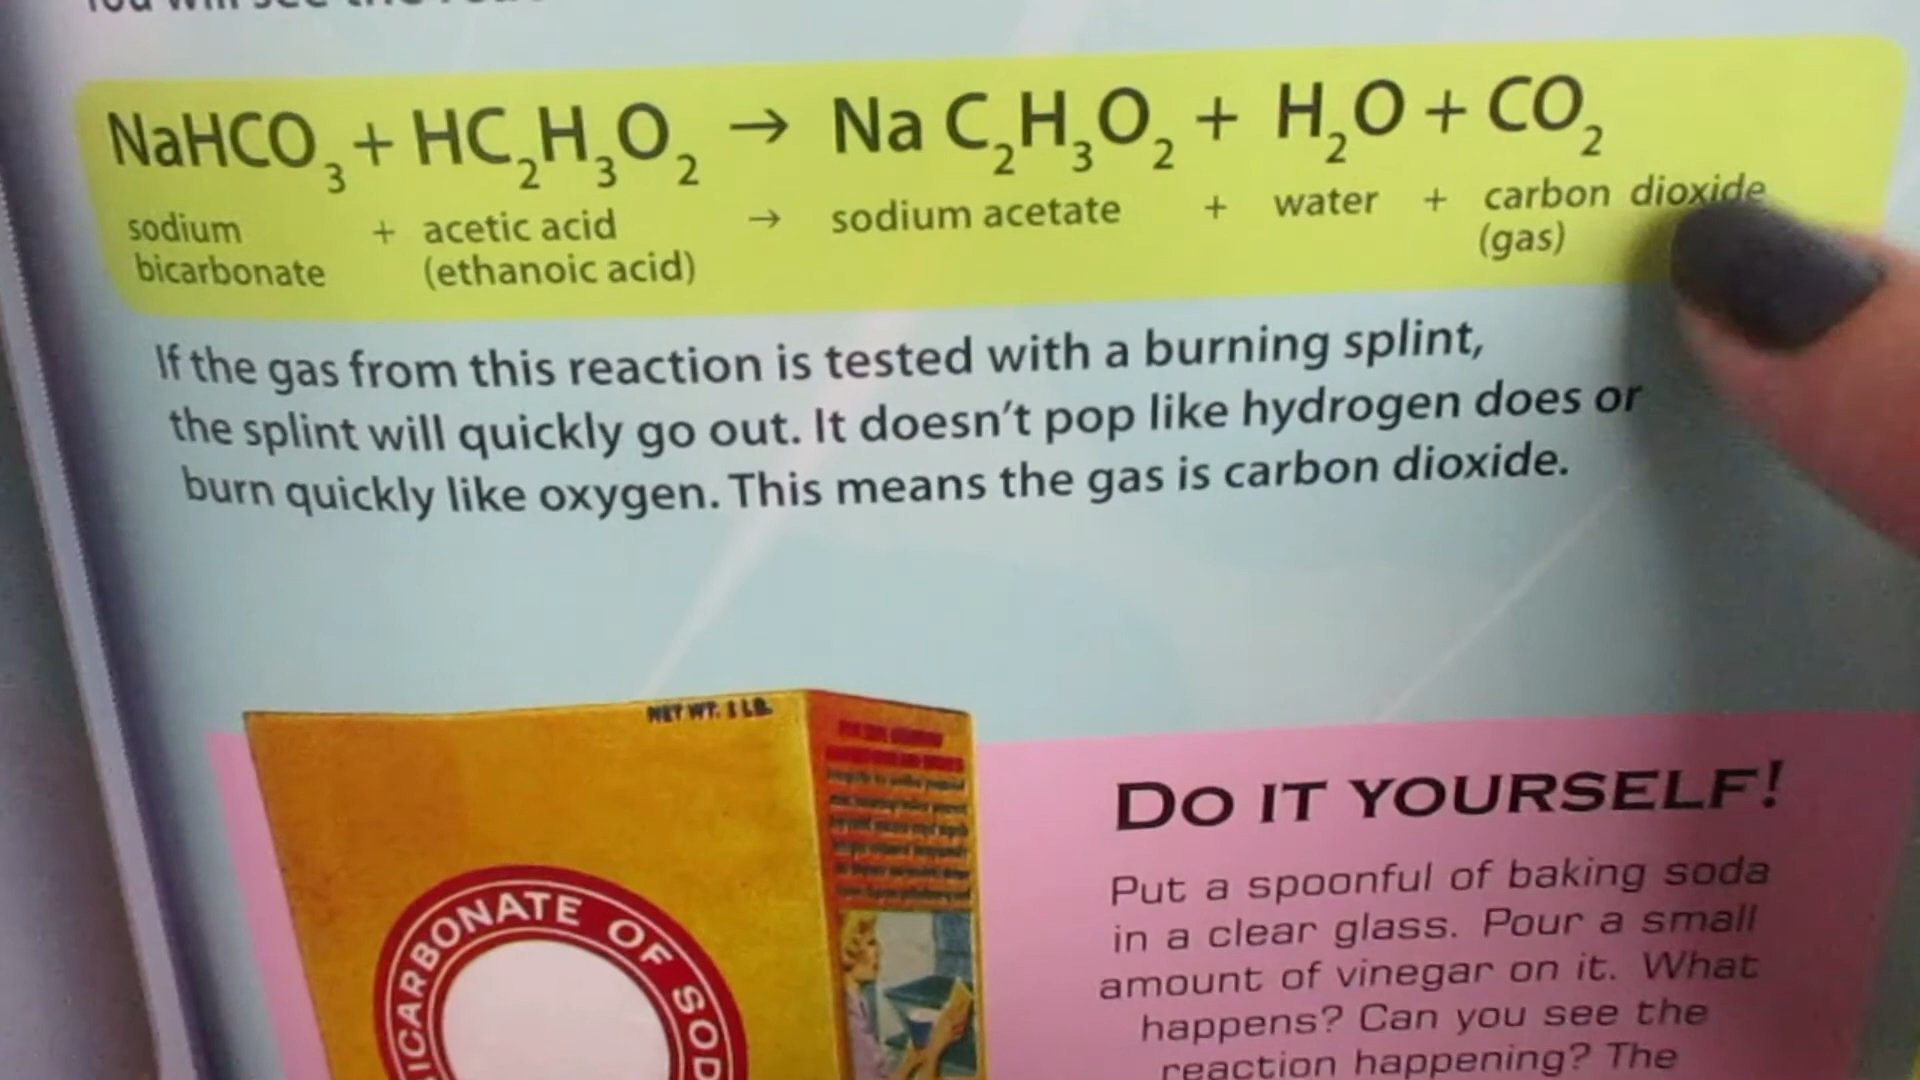 NaHCO₃ + HC₂H₃O₂ → Na C₂H₃O₂ + H₂O + CO₂
sodium bicarbonate + acetic acid (ethanoic acid) → sodium acetate + water + carbon dioxide (gas)
If the gas from this reaction is tested with a burning splint,
the splint will quickly go out. It doesn't pop like hydrogen does or
burn quickly like oxygen. This means the gas is carbon dioxide.
NET WT. 1 LB.
BICARBONATE OF SOD
DO IT YOURSELF!
Put a spoonful of baking soda
in a clear glass. Pour a small
amount of vinegar on it. What
happens? Can you see the
reaction happening? The